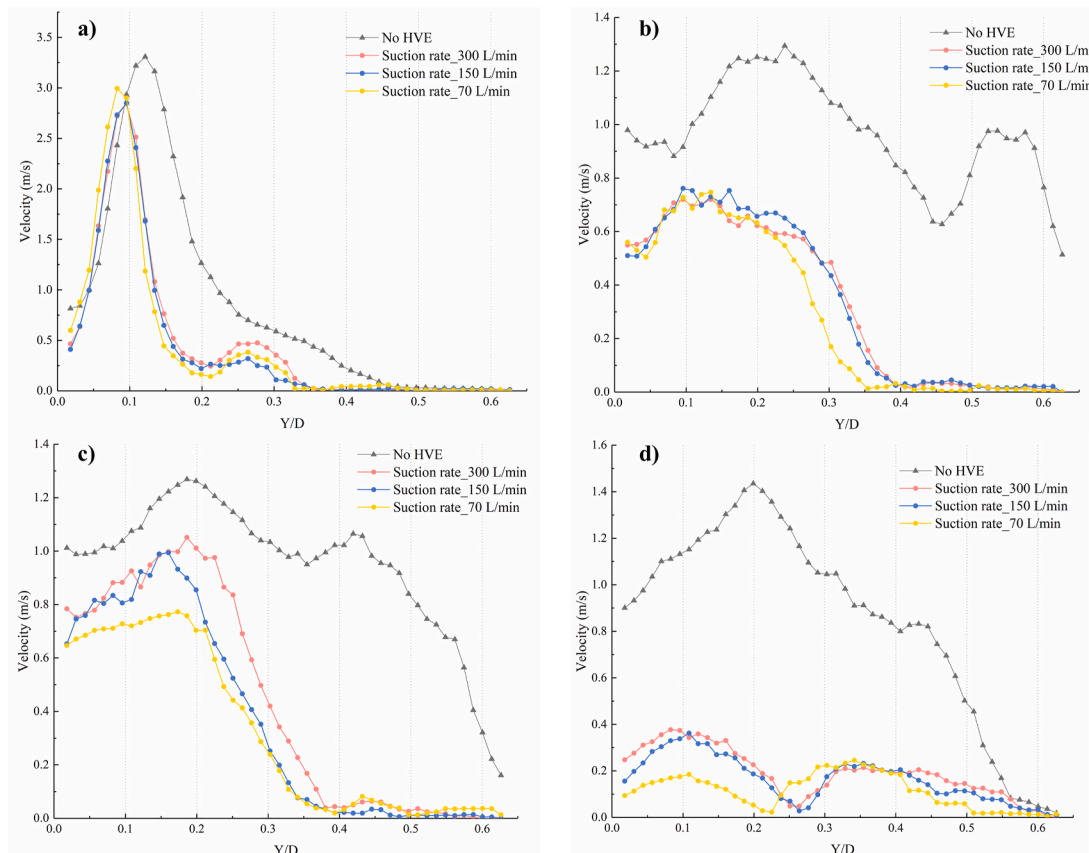 a)
No HVE
Suction rate_300 L/min
Suction rate_150 L/min
Suction rate_70 L/min
Velocity (m/s)
3.5
3.0
2.5
2.0
1.5
1.0
0.5
0.0
0.0 0.1 0.2 0.3 0.4 0.5 0.6
Y/D
b)
No HVE
Suction rate_300 L/m
Suction rate_150 L/m
Suction rate_70 L/min
Velocity (m/s)
1.4
1.2
1.0
0.8
0.6
0.4
0.2
0.0
0.0 0.1 0.2 0.3 0.4 0.5 0.6
Y/D
c)
No HVE
Suction rate_300 L/min
Suction rate_150 L/min
Suction rate_70 L/min
Velocity (m/s)
1.4
1.2
1.0
0.8
0.6
0.4
0.2
0.0
0.0 0.1 0.2 0.3 0.4 0.5 0.6
Y/D
d)
No HVE
Suction rate_300 L/min
Suction rate_150 L/min
Suction rate_70 L/min
Velocity (m/s)
1.6
1.4
1.2
1.0
0.8
0.6
0.4
0.2
0.0
0.0 0.1 0.2 0.3 0.4 0.5 0.6
Y/D